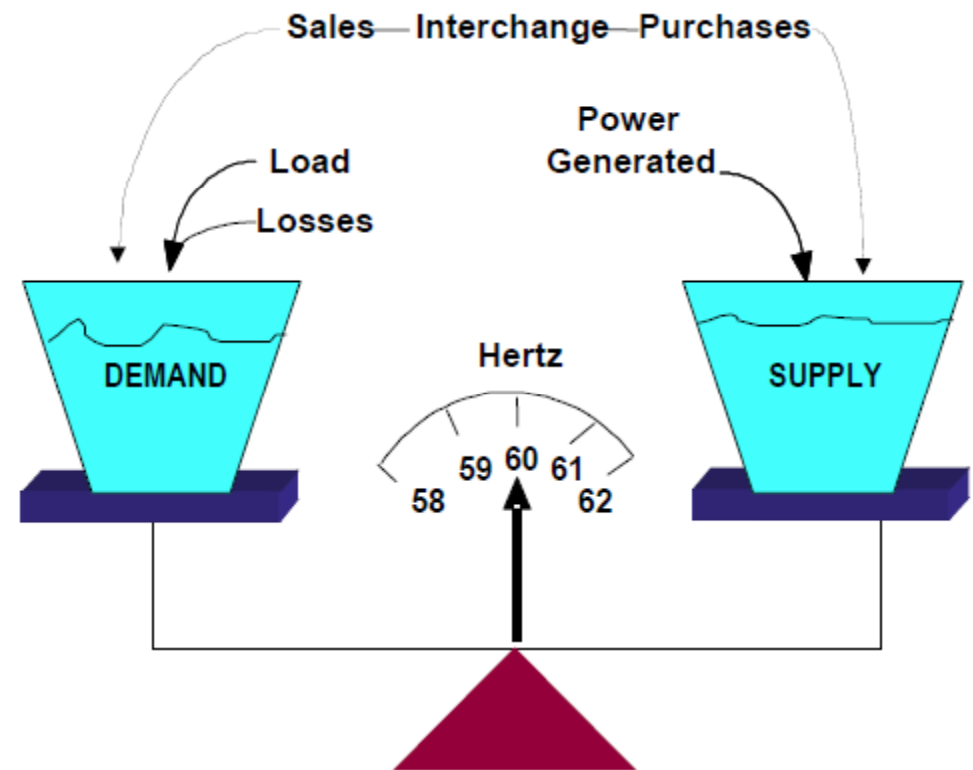 Sales Interchange Purchases
Power
Generated
Load
Losses
DEMAND
Hertz
SUPPLY
58 59 60 61 62